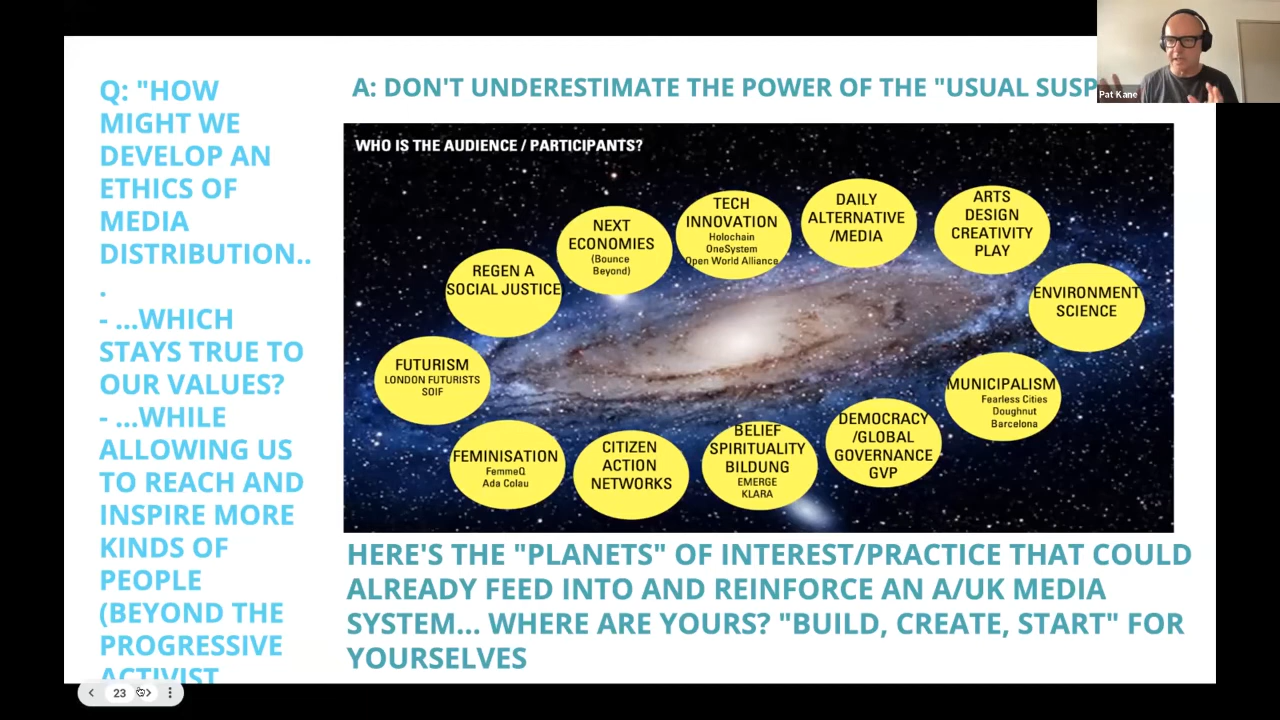 Q: "HOW
MIGHT WE
DEVELOP AN
ETHICS OF
MEDIA
DISTRIBUTION..
.
- ...WHICH
STAYS TRUE TO
OUR VALUES?
- ...WHILE
ALLOWING US
TO REACH AND
INSPIRE MORE
KINDS OF
PEOPLE
(BEYOND THE
PROGRESSIVE
ACTIVIST
A: DON'T UNDERESTIMATE THE POWER OF THE "USUAL SUSP
Pat Kane
WHO IS THE AUDIENCE / PARTICIPANTS?
FUTURISM
LONDON FUTURISTS
SOIF
REGEN A
SOCIAL JUSTICE
NEXT
ECONOMIES
(Bounce
Beyond)
TECH
INNOVATION
Holochain
OneSystem
Open World Alliance
DAILY
ALTERNATIVE
/MEDIA
ARTS
DESIGN
CREATIVITY
PLAY
ENVIRONMENT
SCIENCE
MUNICIPALISM
Fearless Cities
Doughnut
Barcelona
DEMOCRACY
/GLOBAL
GOVERNANCE
GVP
BELIEF
SPIRITUALITY
BILDUNG
EMERGE
KLARA
CITIZEN
ACTION
NETWORKS
FEMINISATION
FemmeQ
Ada Colau
HERE'S THE "PLANETS" OF INTEREST/PRACTICE THAT COULD
ALREADY FEED INTO AND REINFORCE AN A/UK MEDIA
SYSTEM... WHERE ARE YOURS? "BUILD, CREATE, START" FOR
YOURSELVES
23